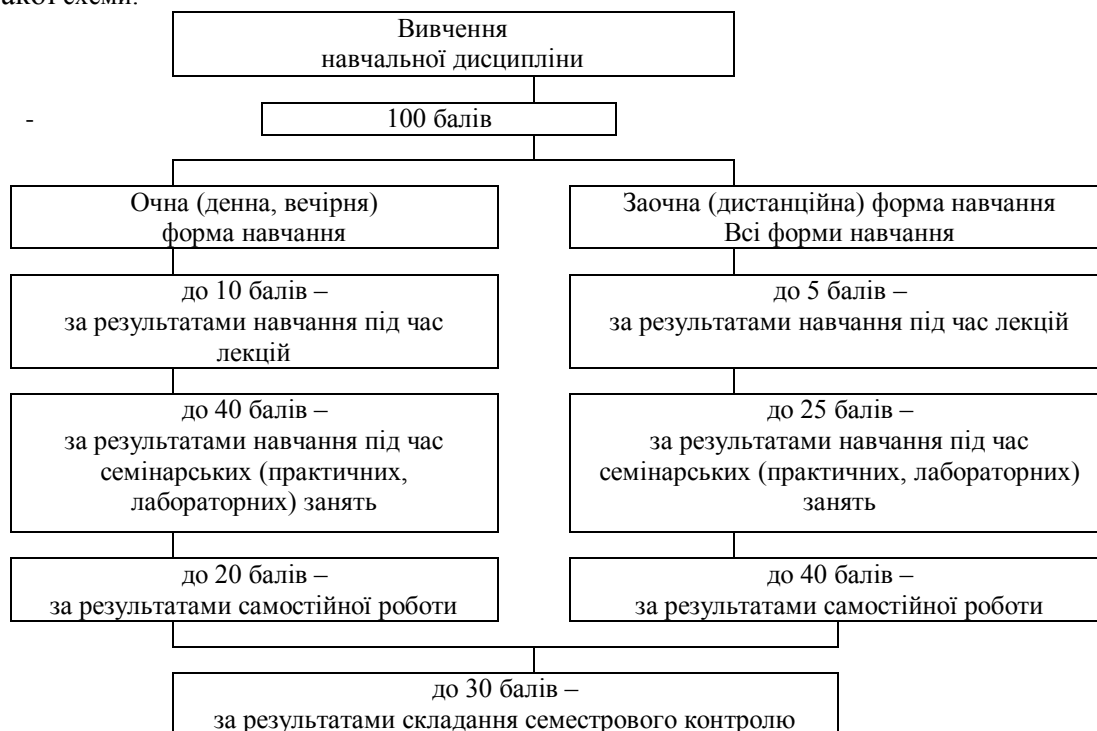 схеми.
Вивчення
навчальної дисципліни
-
100 балів
Очна (денна, вечірня)
форма навчання
Заочна (дистанційна) форма навчання
Всі форми навчання
до 10 балів –
за результатами навчання під час
лекцій
до 5 балів –
за результатами навчання під час лекцій
до 40 балів –
за результатами навчання під час
семінарських (практичних,
лабораторних) занять
до 25 балів –
за результатами навчання під час
семінарських (практичних, лабораторних)
занять
до 20 балів –
за результатами самостійної роботи
до 40 балів –
за результатами самостійної роботи
до 30 балів –
за результатами складання семестрового контролю